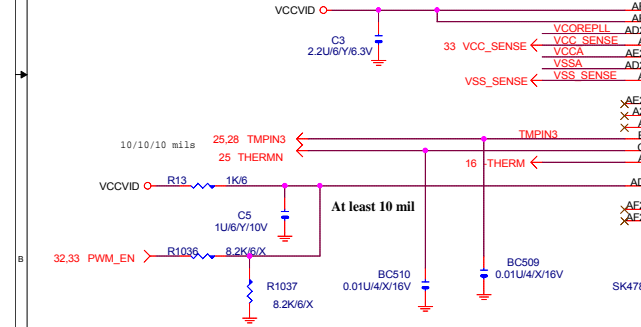 VCCVID
C3
2.2U/6/Y/6.3V
VCOREPLL
33 VCC_SENSE
VCC_SENSE
VCCA
VSSA
VSS_SENSE
VSS_SENSE
10/10/10 mils
25,28 TMPIN3
TMPIN3
25 THERMN
16 -THERM
VCCVID
R13
1K/6
At least 10 mil
C5
1U/6/Y/10V
32,33 PWM_EN
R1036
8.2K/6/X
B
R1037
8.2K/6/X
BC510
0.01U/4/X/16V
BC509
0.01U/4/X/16V
SK478